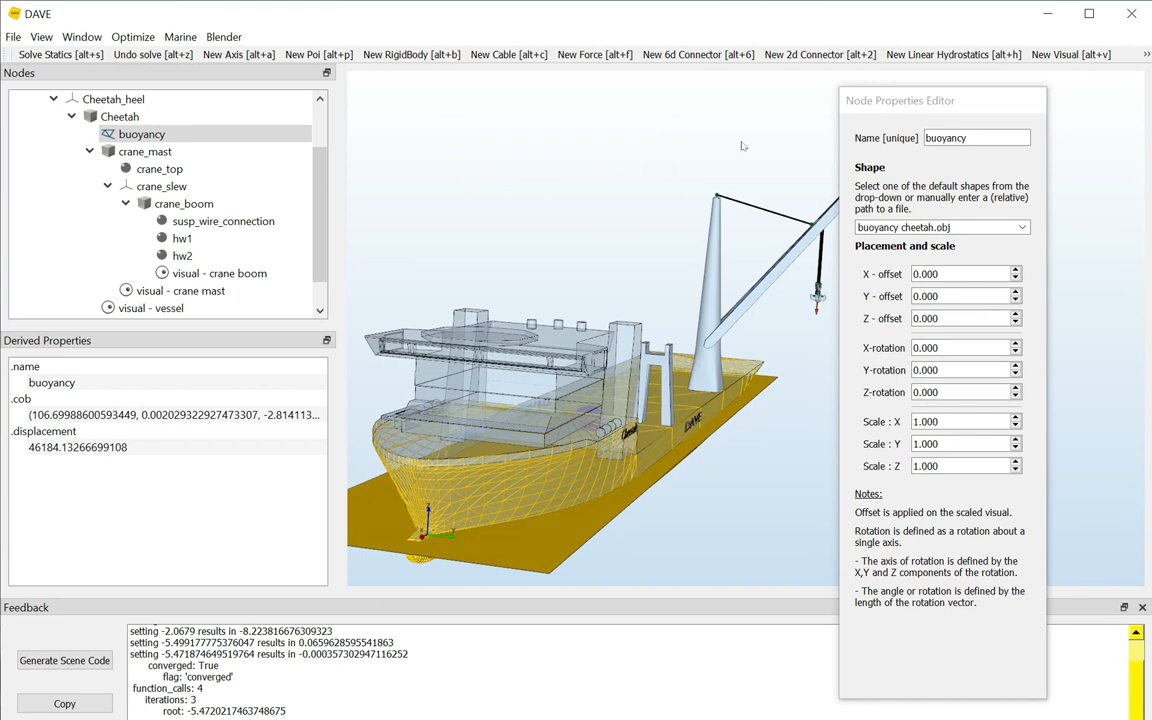 DAVE
File View Window Optimize Marine Blender
Solve Statics [alt+s] Undo solve [alt+z] New Axis [alt+a] New Poi [alt+p] New RigidBody [alt+b] New Cable [alt+c] New Force [alt+f] New 6d Connector [alt+6] New 2d Connector [alt+2] New Linear Hydrostatics [alt+h] New Visual [alt+v]
Nodes
Cheetah_heel
Cheetah
buoyancy
crane_mast
crane_top
crane_slew
crane_boom
susp_wire_connection
hw1
hw2
visual - crane boom
visual - crane mast
visual - vessel
Derived Properties
.name
buoyancy
.cob
(106.69988600593449, 0.002029322927473307, -2.814113...
.displacement
46184.13266699108
DAVE
Node Properties Editor
Name [unique] buoyancy
Shape
Select one of the default shapes from the
drop-down or manually enter a (relative)
path to a file.
buoyancy cheetah.obj
Placement and scale
X - offset 0.000
Y - offset 0.000
Z - offset 0.000
X-rotation 0.000
Y-rotation 0.000
Z-rotation 0.000
Scale : X 1.000
Scale : Y 1.000
Scale : Z 1.000
Notes:
Offset is applied on the scaled visual.
Rotation is defined as a rotation about a
single axis.
- The axis of rotation is defined by the
X,Y and Z components of the rotation.
- The angle or rotation is defined by the
length of the rotation vector.
Feedback
Generate Scene Code
Copy
setting -2.0679 results in -8.223816676309323
setting -5.499177775376047 results in 0.0659628595541863
setting -5.471874649519764 results in -0.000357302947116252
converged: True
flag: 'converged'
function_calls: 4
iterations: 3
root: -5.4720217463748675